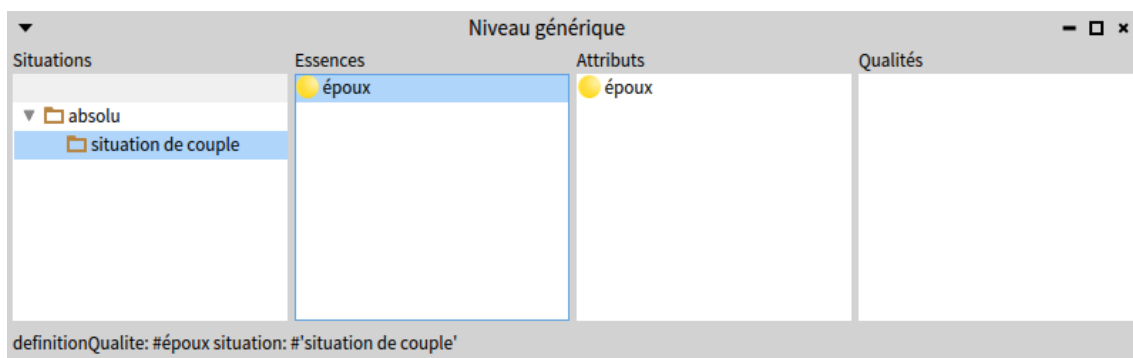 Niveau générique
Situations Essences Attributs Qualités
époux époux
absolu
situation de couple
definitionQualite: #époux situation: #'situation de couple'